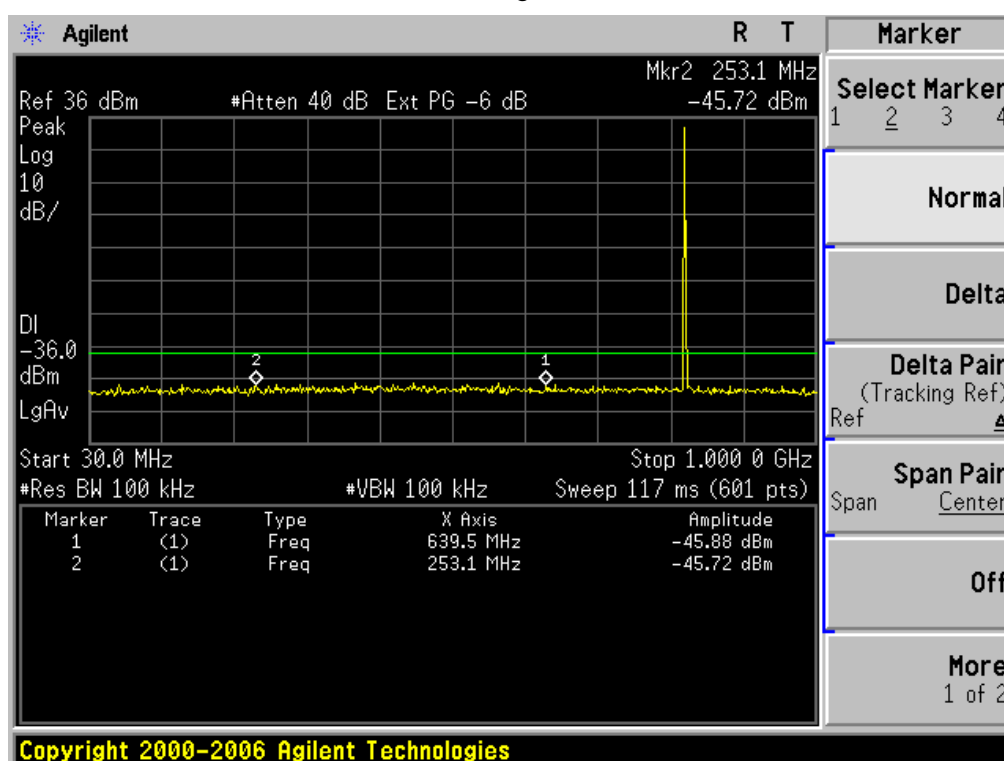 Agilent R T
Mkr2 253.1 MHz
Ref 36 dBm #Atten 40 dB Ext PG -6 dB -45.72 dBm
Peak
Log
10
dB/
DI
-36.0
dBm
LgAv
2
1
Start 30.0 MHz Stop 1.000 0 GHz
#Res BW 100 kHz #VBW 100 kHz Sweep 117 ms (601 pts)
Marker Trace Type X Axis Amplitude
1 (1) Freq 639.5 MHz -45.88 dBm
2 (1) Freq 253.1 MHz -45.72 dBm
Marker
Select Marker
1 2 3 4
Normal
Delta
Delta Pair
(Tracking Ref)
Ref Δ
Span Pair
Span Center
Off
More
1 of 2
Copyright 2000-2006 Agilent Technologies